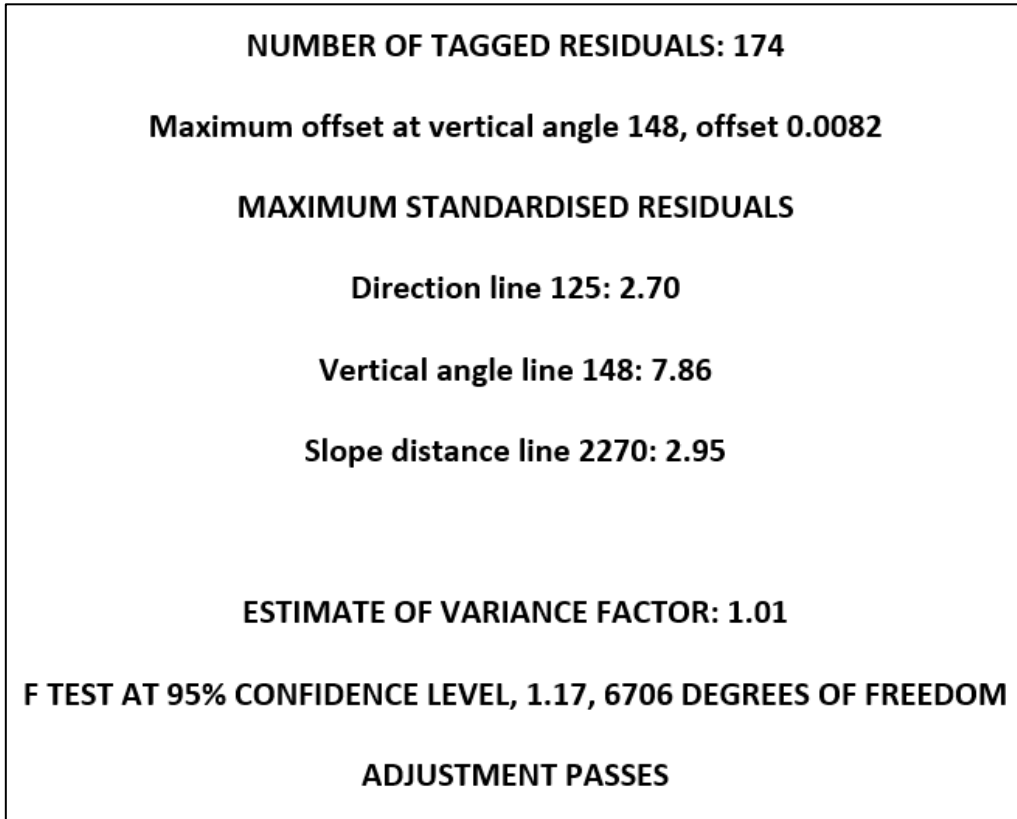 NUMBER OF TAGGED RESIDUALS: 174
Maximum offset at vertical angle 148, offset 0.0082
MAXIMUM STANDARDISED RESIDUALS
Direction line 125: 2.70
Vertical angle line 148: 7.86
Slope distance line 2270: 2.95
ESTIMATE OF VARIANCE FACTOR: 1.01
F TEST AT 95% CONFIDENCE LEVEL, 1.17, 6706 DEGREES OF FREEDOM
ADJUSTMENT PASSES